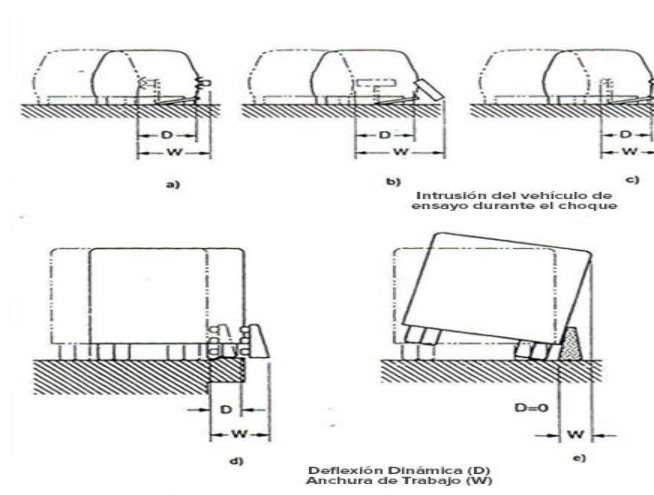 D
W
a)
D
W
b)
D
W
c)
Intrusión del vehículo de
ensayo durante el choque
D
W
d)
D=0
W
e)
Deflexión Dinámica (D)
Anchura de Trabajo (W)